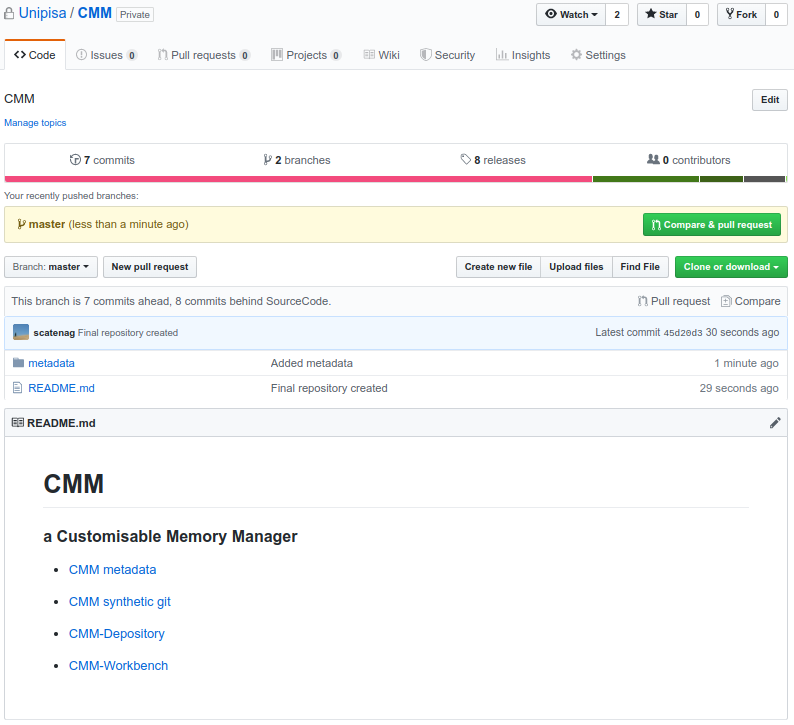 Unipisa / CMM Private Watch 2 Star 0 Fork 0
Code Issues 0 Pull requests 0 Projects 0 Wiki Security Insights Settings
CMM Edit
Manage topics
7 commits 2 branches 8 releases 0 contributors
Your recently pushed branches:
master (less than a minute ago) Compare & pull request
Branch: master New pull request Create new file Upload files Find File Clone or download
This branch is 7 commits ahead, 8 commits behind SourceCode. Pull request Compare
scatenag Final repository created Latest commit 45d20d3 30 seconds ago
metadata Added metadata 1 minute ago
README.md Final repository created 29 seconds ago
README.md
CMM
a Customisable Memory Manager
• CMM metadata
• CMM synthetic git
• CMM-Depository
• CMM-Workbench